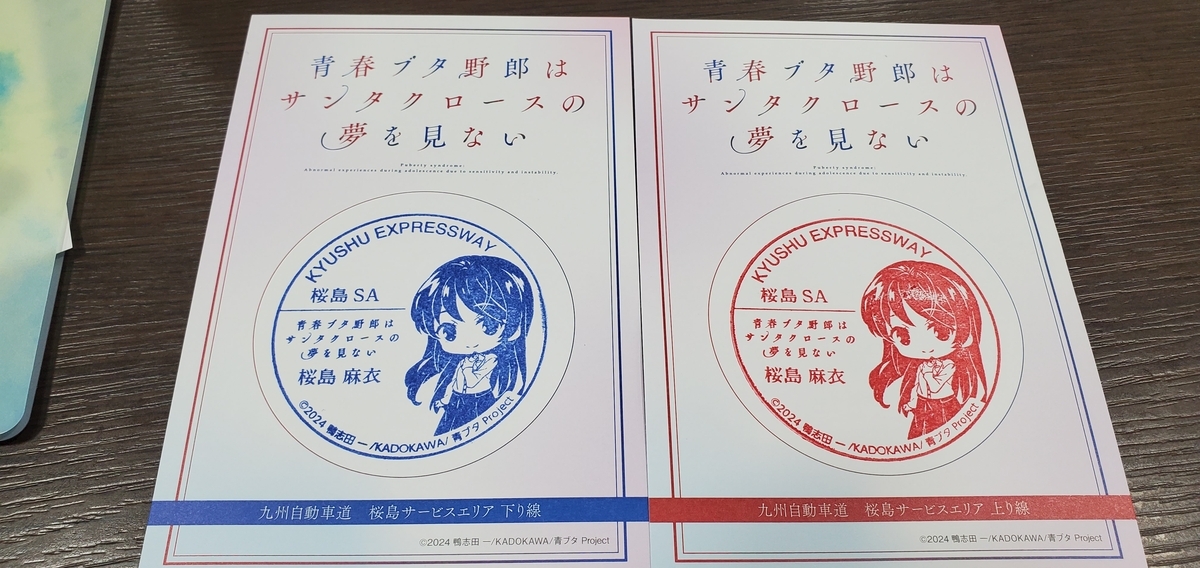 青春ブタ野郎は
サンタクロースの
夢を見ない
Puberty syndrome:
Abnormal experiences during adolescence due to sensitivity and instability.
KYUSHU EXPRESSWAY
桜島 SA
青春ブタ野郎は
サンタクロースの
夢を見ない
桜島 麻衣
©2024 鴨志田 一/KADOKAWA/青ブタ Project
九州自動車道 桜島サービスエリア 下り線
©2024 鴨志田 一/KADOKAWA/青ブタ Project
青春ブタ野郎は
サンタクロースの
夢を見ない
Puberty syndrome:
Abnormal experiences during adolescence due to sensitivity and instability.
KYUSHU EXPRESSWAY
桜島 SA
青春ブタ野郎は
サンタクロースの
夢を見ない
桜島 麻衣
©2024 鴨志田 一/KADOKAWA/青ブタ Project
九州自動車道 桜島サービスエリア 上り線
©2024 鴨志田 一/KADOKAWA/青ブタ Project